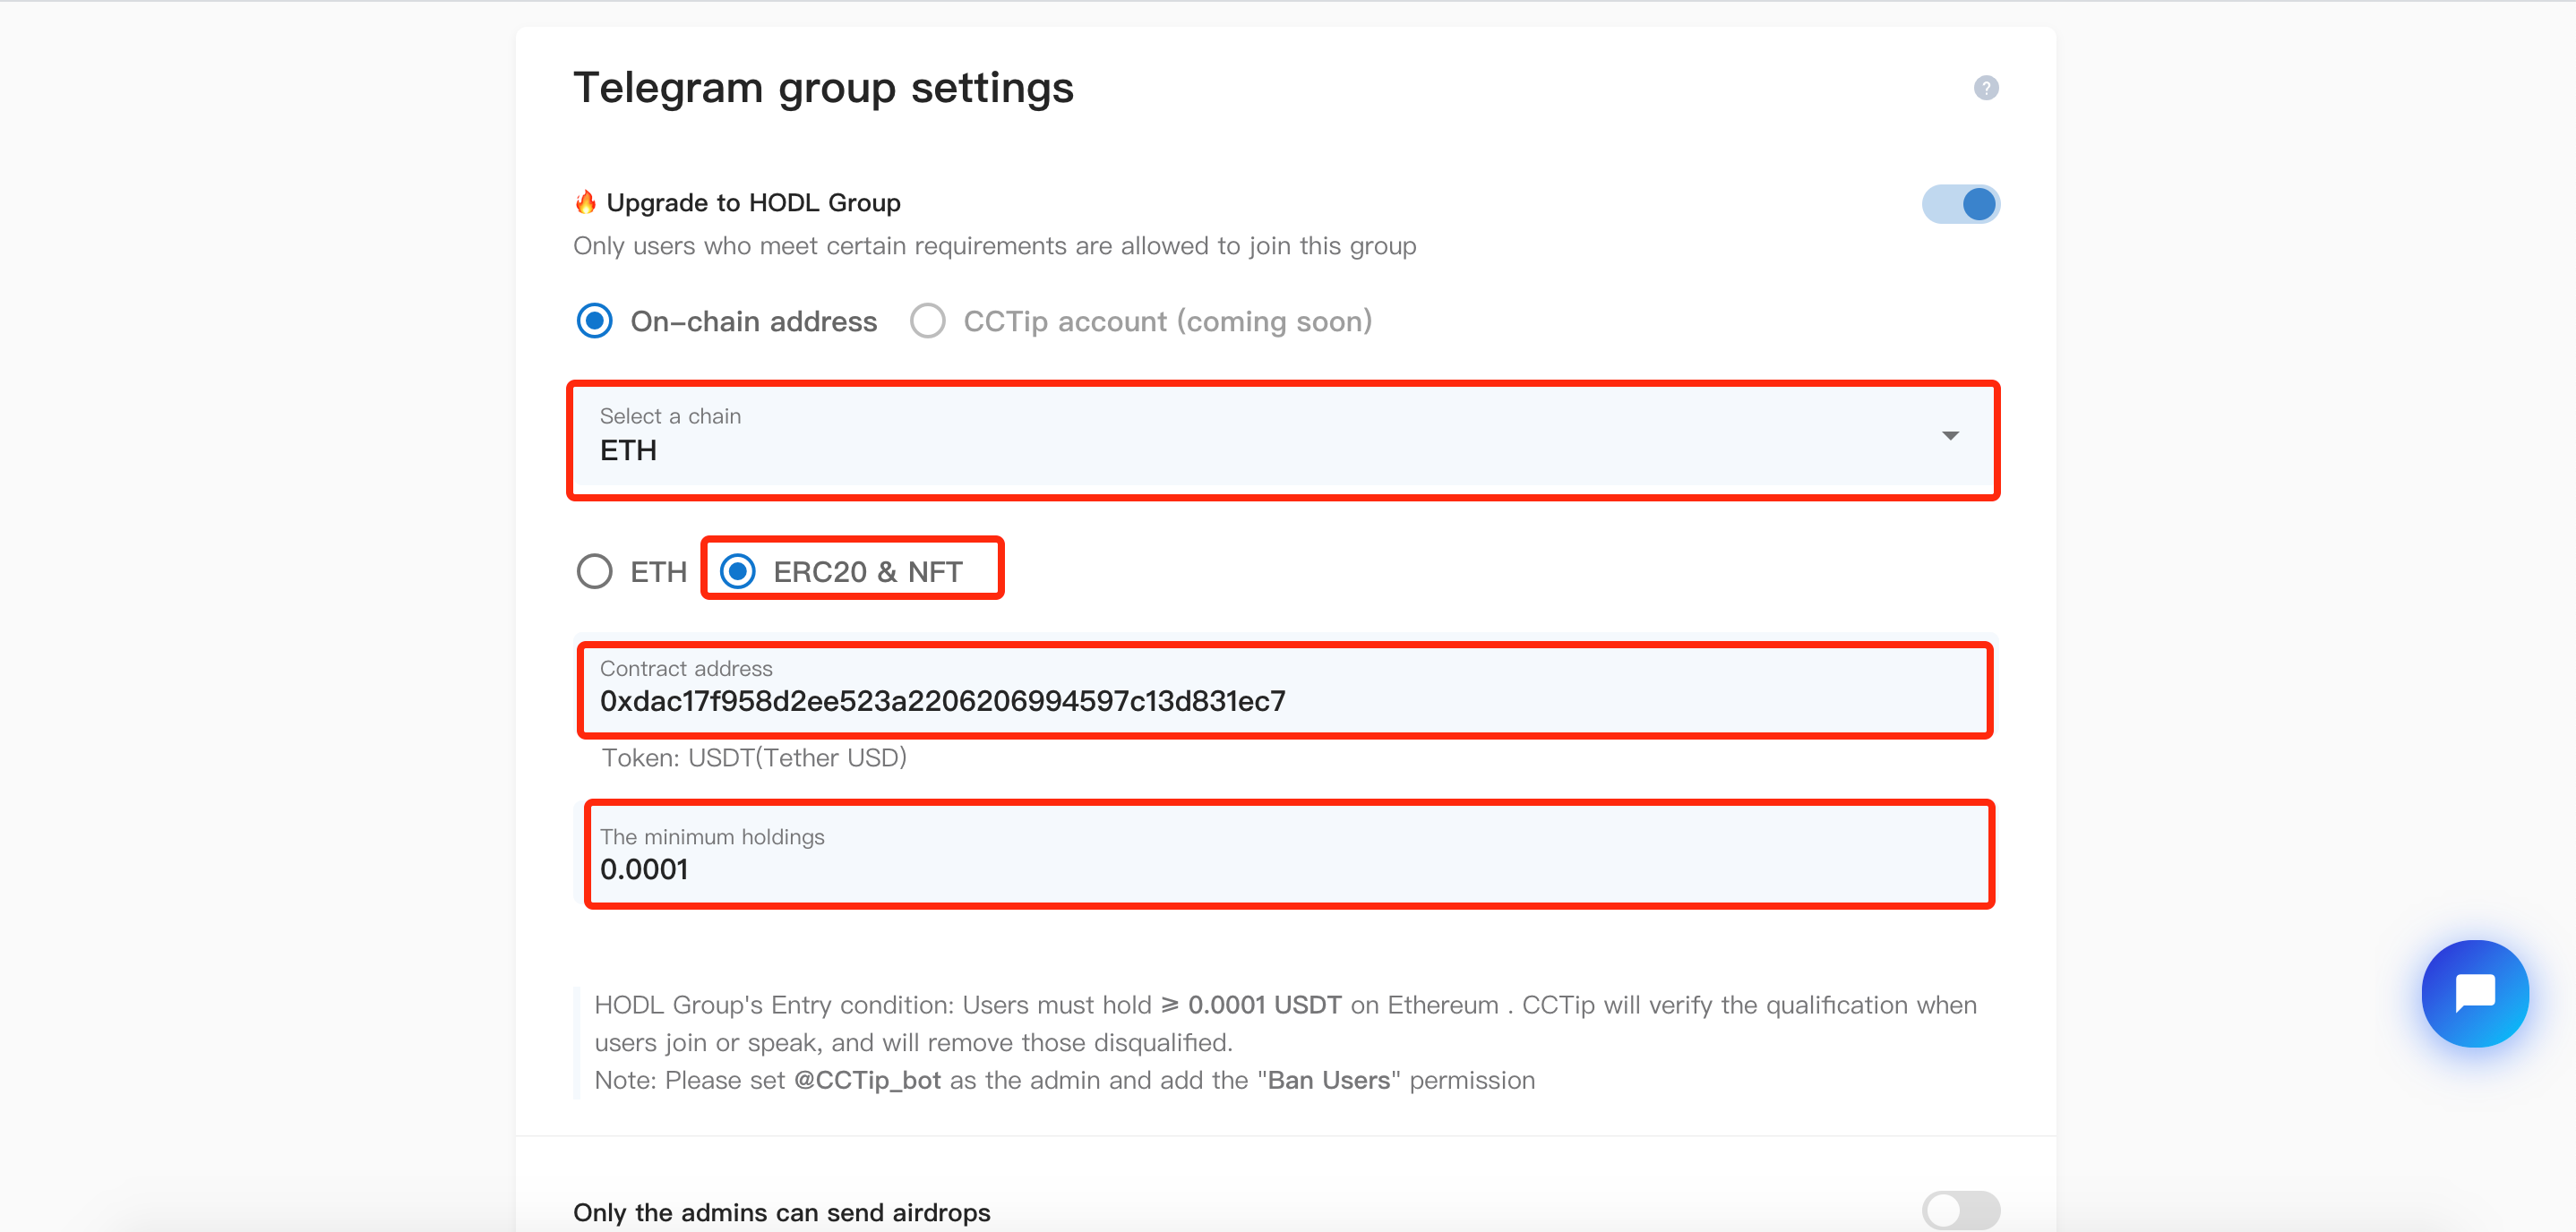 Telegram group settings
?
🔥 Upgrade to HODL Group
Only users who meet certain requirements are allowed to join this group
On-chain address CCTip account (coming soon)
Select a chain
ETH
ETH ERC20 & NFT
Contract address
0xdac17f958d2ee523a2206206994597c13d831ec7
Token: USDT(Tether USD)
The minimum holdings
0.0001
HODL Group's Entry condition: Users must hold ⩾ 0.0001 USDT on Ethereum . CCTip will verify the qualification when
users join or speak, and will remove those disqualified.
Note: Please set @CCTip_bot as the admin and add the "Ban Users" permission
Only the admins can send airdrops